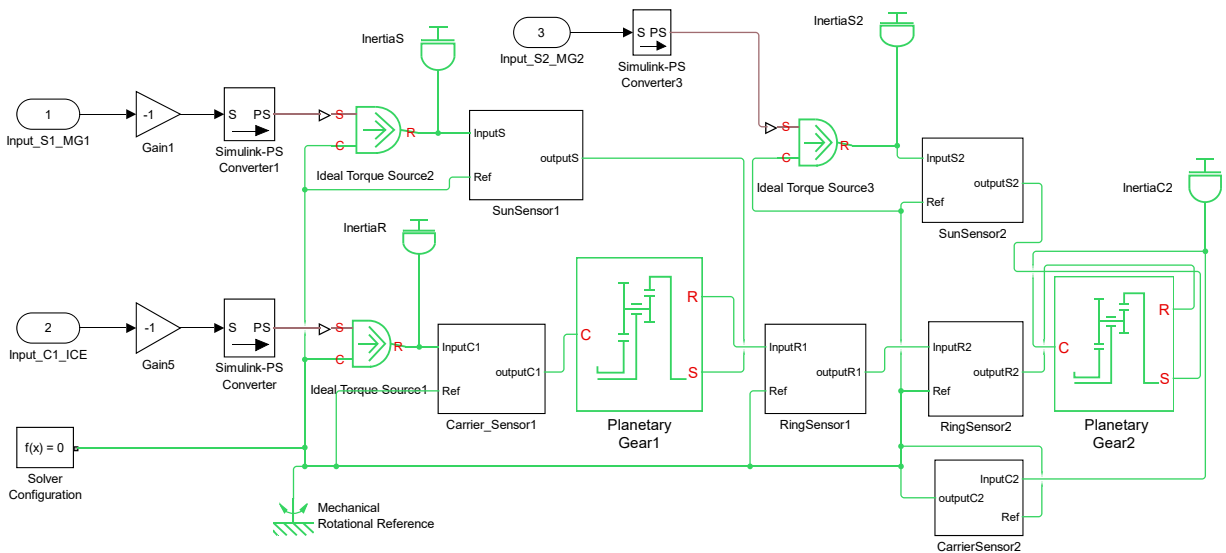 InertiaS
3
Input_S2_MG2
S PS
Simulink-PS
Converter3
InertiaS2
1
Input_S1_MG1
-1
Gain1
S PS
Simulink-PS
Converter1
S
C
R
Ideal Torque Source2
InputS
outputS
Ref
SunSensor1
S
C
R
Ideal Torque Source3
InputS2
outputS2
Ref
SunSensor2
InertiaC2
InertiaR
2
Input_C1_ICE
-1
Gain5
S PS
Simulink-PS
Converter
S
C
R
Ideal Torque Source1
InputC1
outputC1
Ref
Carrier_Sensor1
C
R
S
Planetary
Gear1
InputR1
outputR1
Ref
RingSensor1
InputR2
outputR2
Ref
RingSensor2
C
R
S
Planetary
Gear2
f(x) = 0
Solver
Configuration
Mechanical
Rotational Reference
InputC2
outputC2
Ref
CarrierSensor2